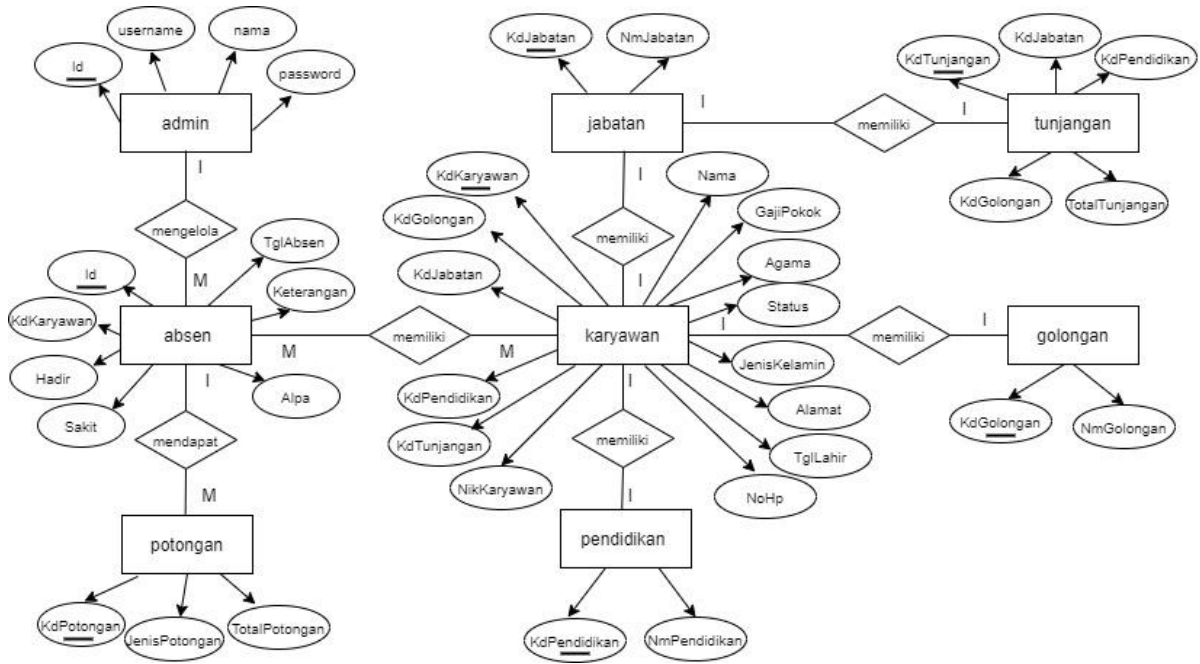 username
nama
Id
password
admin
I
mengelola
M
TglAbsen
Id
Keterangan
KdKaryawan
absen
M
Hadir
I
Alpa
Sakit
mendapat
M
potongan
KdPotongan
JenisPotongan
TotalPotongan
memiliki
M
KdJabatan
NmJabatan
jabatan
I
I
memiliki
I
memiliki
I
KdTunjangan
KdJabatan
KdPendidikan
tunjangan
KdGolongan
TotalTunjangan
KdKaryawan
Nama
KdGolongan
GajiPokok
KdJabatan
Agama
Status
karyawan
I
memiliki
I
golongan
JenisKelamin
KdPendidikan
I
Alamat
KdTunjangan
memiliki
TglLahir
NikKaryawan
NoHp
I
pendidikan
KdPendidikan
NmPendidikan
KdGolongan
NmGolongan